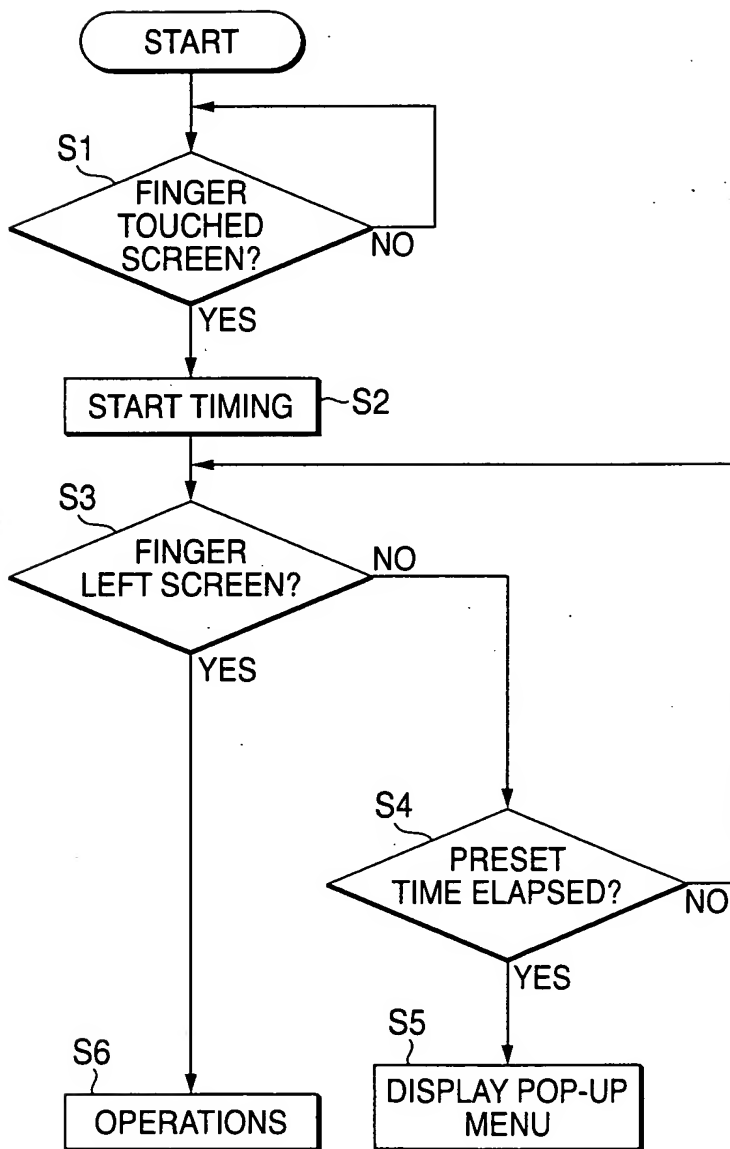 START
S1
FINGER
TOUCHED
SCREEN?
NO
YES
START TIMING
S2
S3
FINGER
LEFT SCREEN?
NO
YES
S4
PRESET
TIME ELAPSED?
NO
YES
S5
DISPLAY POP-UP
MENU
S6
OPERATIONS